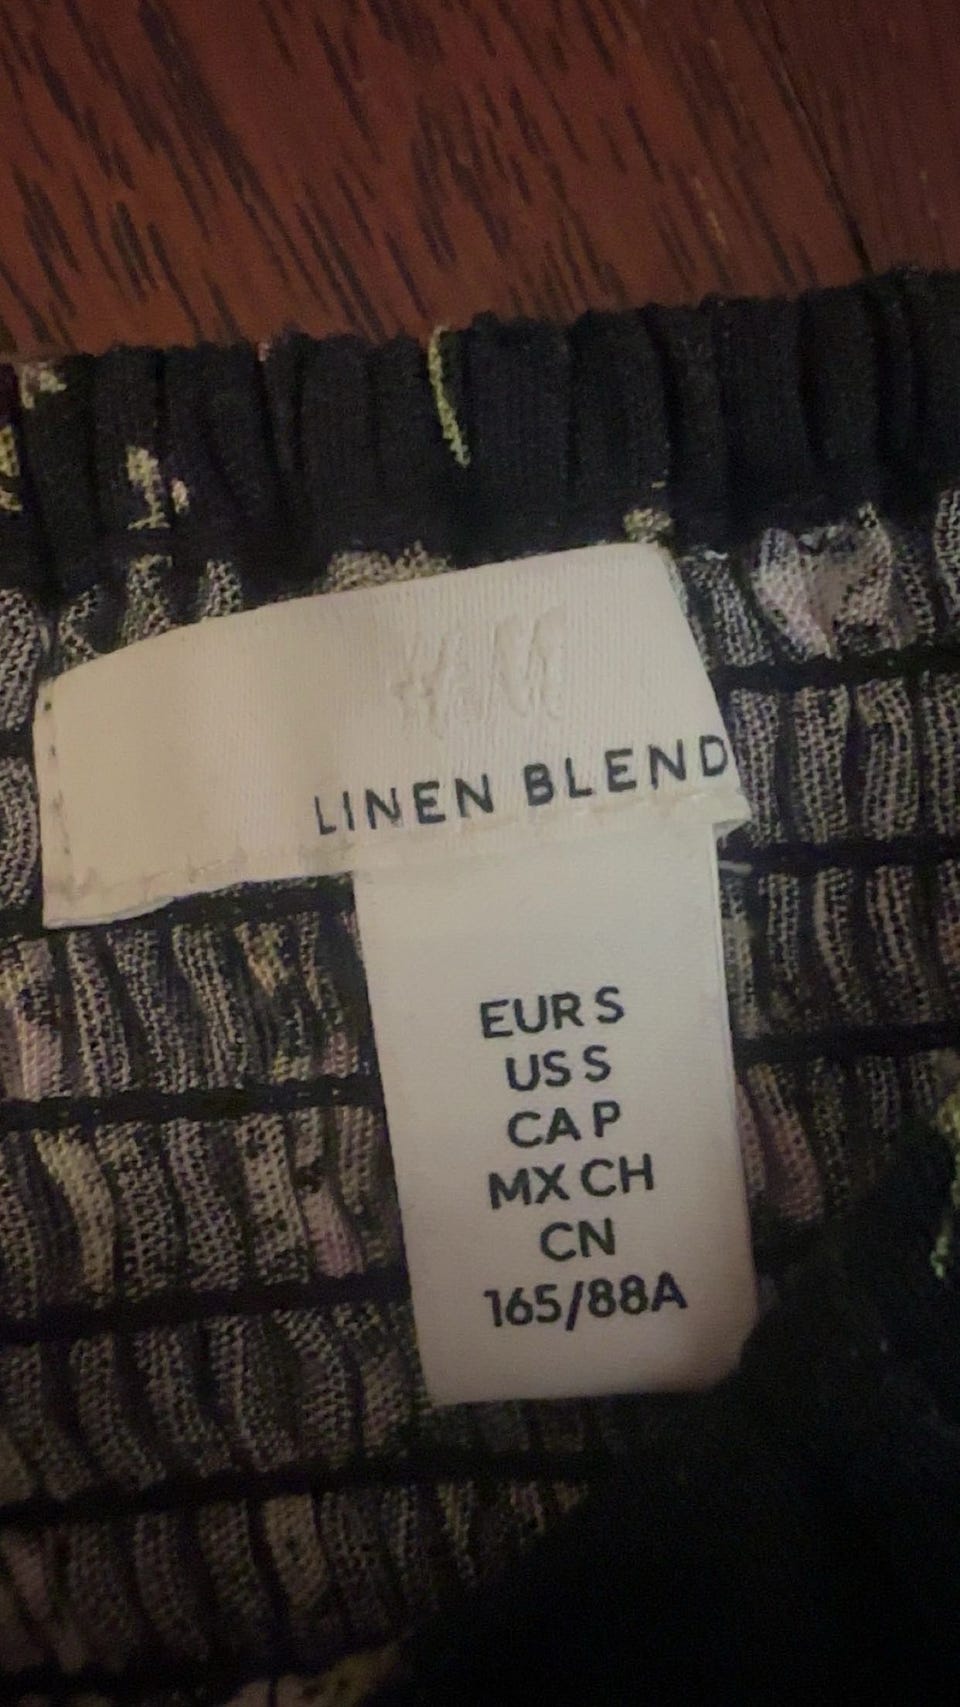 H&M
LINEN BLEND
EUR S
US S
CA P
MX CH
CN
165/88A